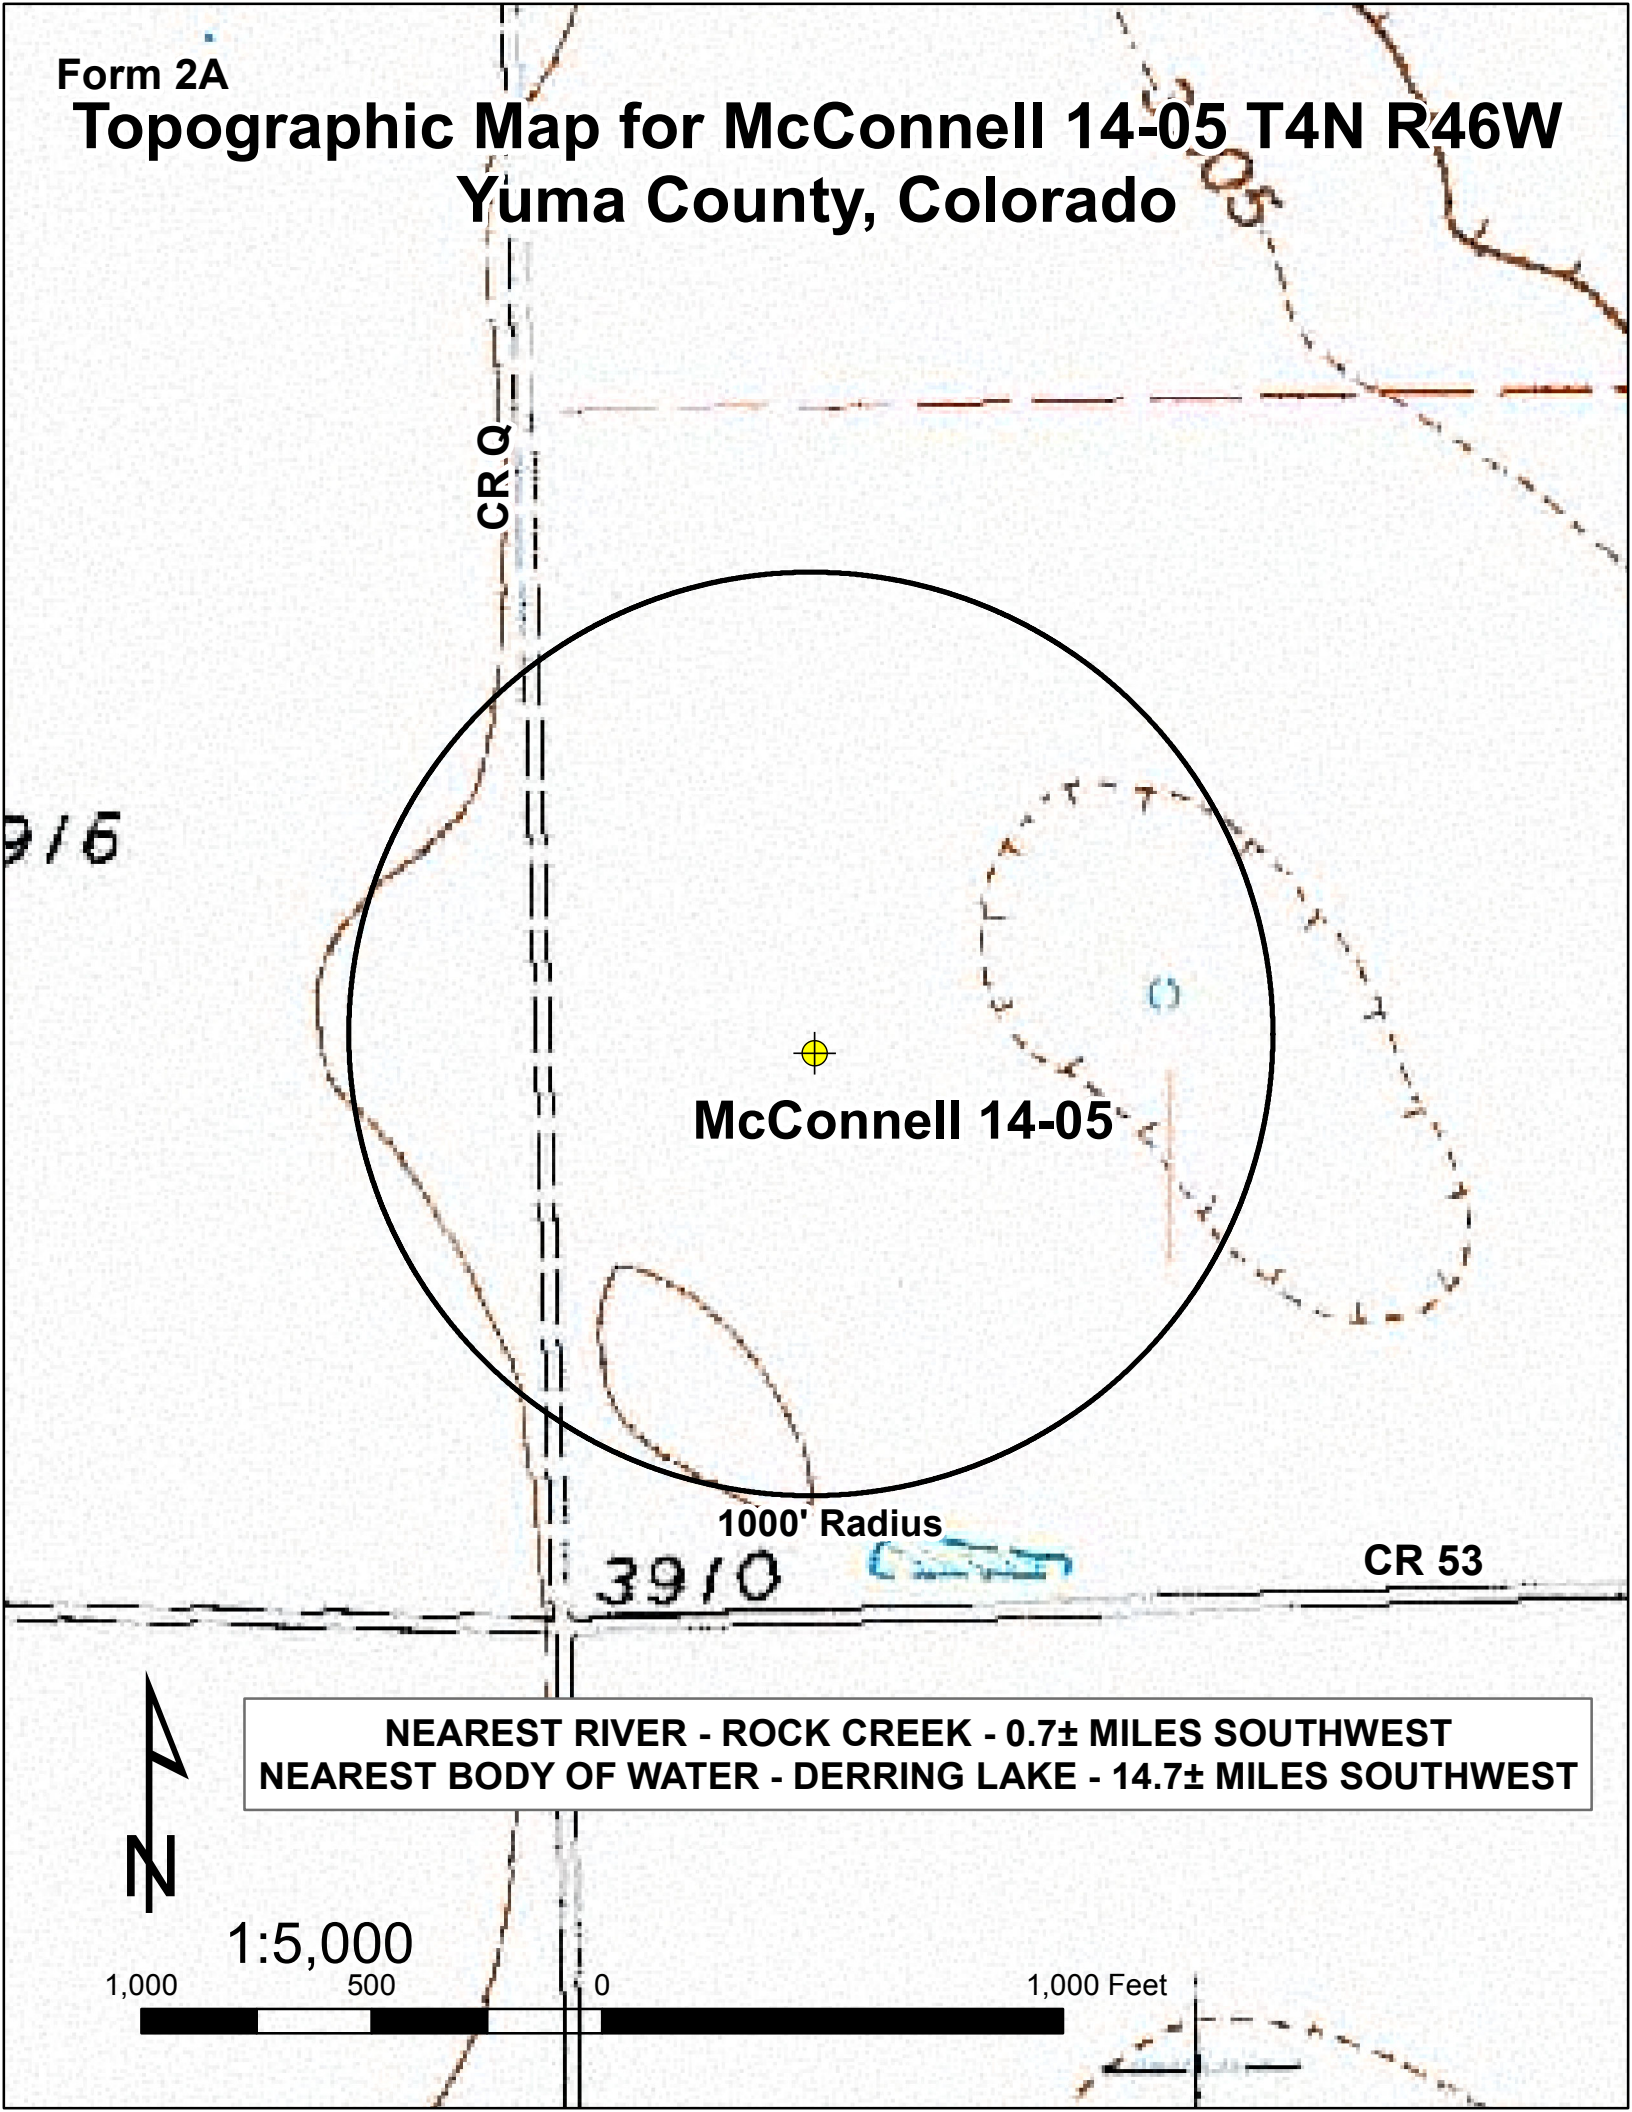 Form 2A
Topographic Map for McConnell 14-05 T4N R46W
Yuma County, Colorado
CR Q
McConnell 14-05
1000' Radius
3910
CR 53
NEAREST RIVER - ROCK CREEK - 0.7± MILES SOUTHWEST
NEAREST BODY OF WATER - DERRING LAKE - 14.7± MILES SOUTHWEST
N
1:5,000
1,000 500 0 1,000 Feet